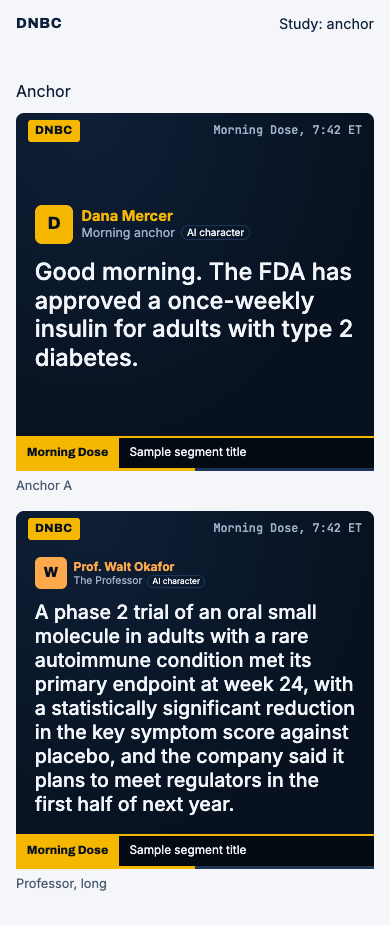 DNBC
Study: anchor
Anchor
DNBC
Morning Dose, 7:42 ET
D
Dana Mercer
Morning anchor
AI character
Good morning. The FDA has
approved a once-weekly
insulin for adults with type 2
diabetes.
Morning Dose
Sample segment title
Anchor A
DNBC
Morning Dose, 7:42 ET
W
Prof. Walt Okafor
The Professor
AI character
A phase 2 trial of an oral small
molecule in adults with a rare
autoimmune condition met its
primary endpoint at week 24, with
a statistically significant reduction
in the key symptom score against
placebo, and the company said it
plans to meet regulators in the
first half of next year.
Morning Dose
Sample segment title
Professor, long